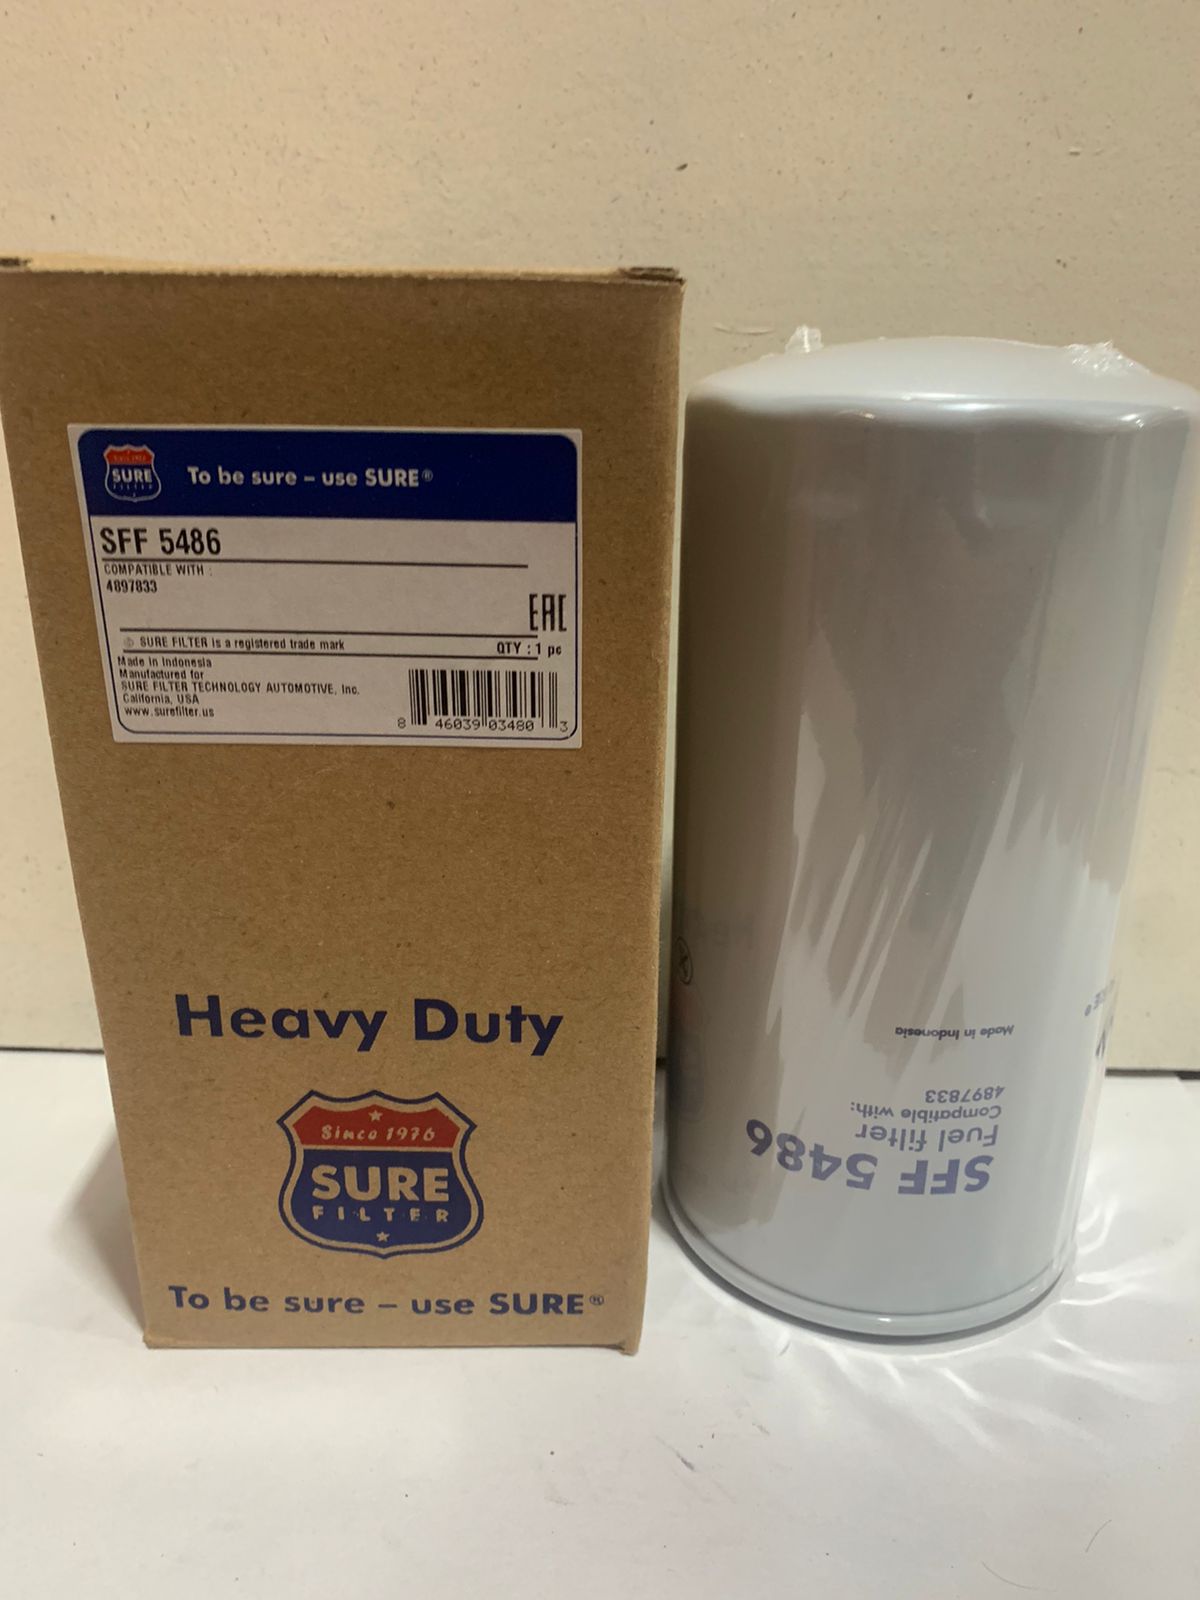 Since 1976
SURE
FILTER
To be sure – use SURE®
SFF 5486
COMPATIBLE WITH :
4897833
EAC
® SURE FILTER is a registered trade mark
QTY : 1 pc
Made in Indonesia
Manufactured for
SURE FILTER TECHNOLOGY AUTOMOTIVE, Inc.
California, USA
www.surefilter.us
8 46039 03480 3
Heavy Duty
Since 1976
SURE
FILTER
To be sure – use SURE®
SFF 5486
Fuel filter
Compatible with:
4897833
Made in Indonesia